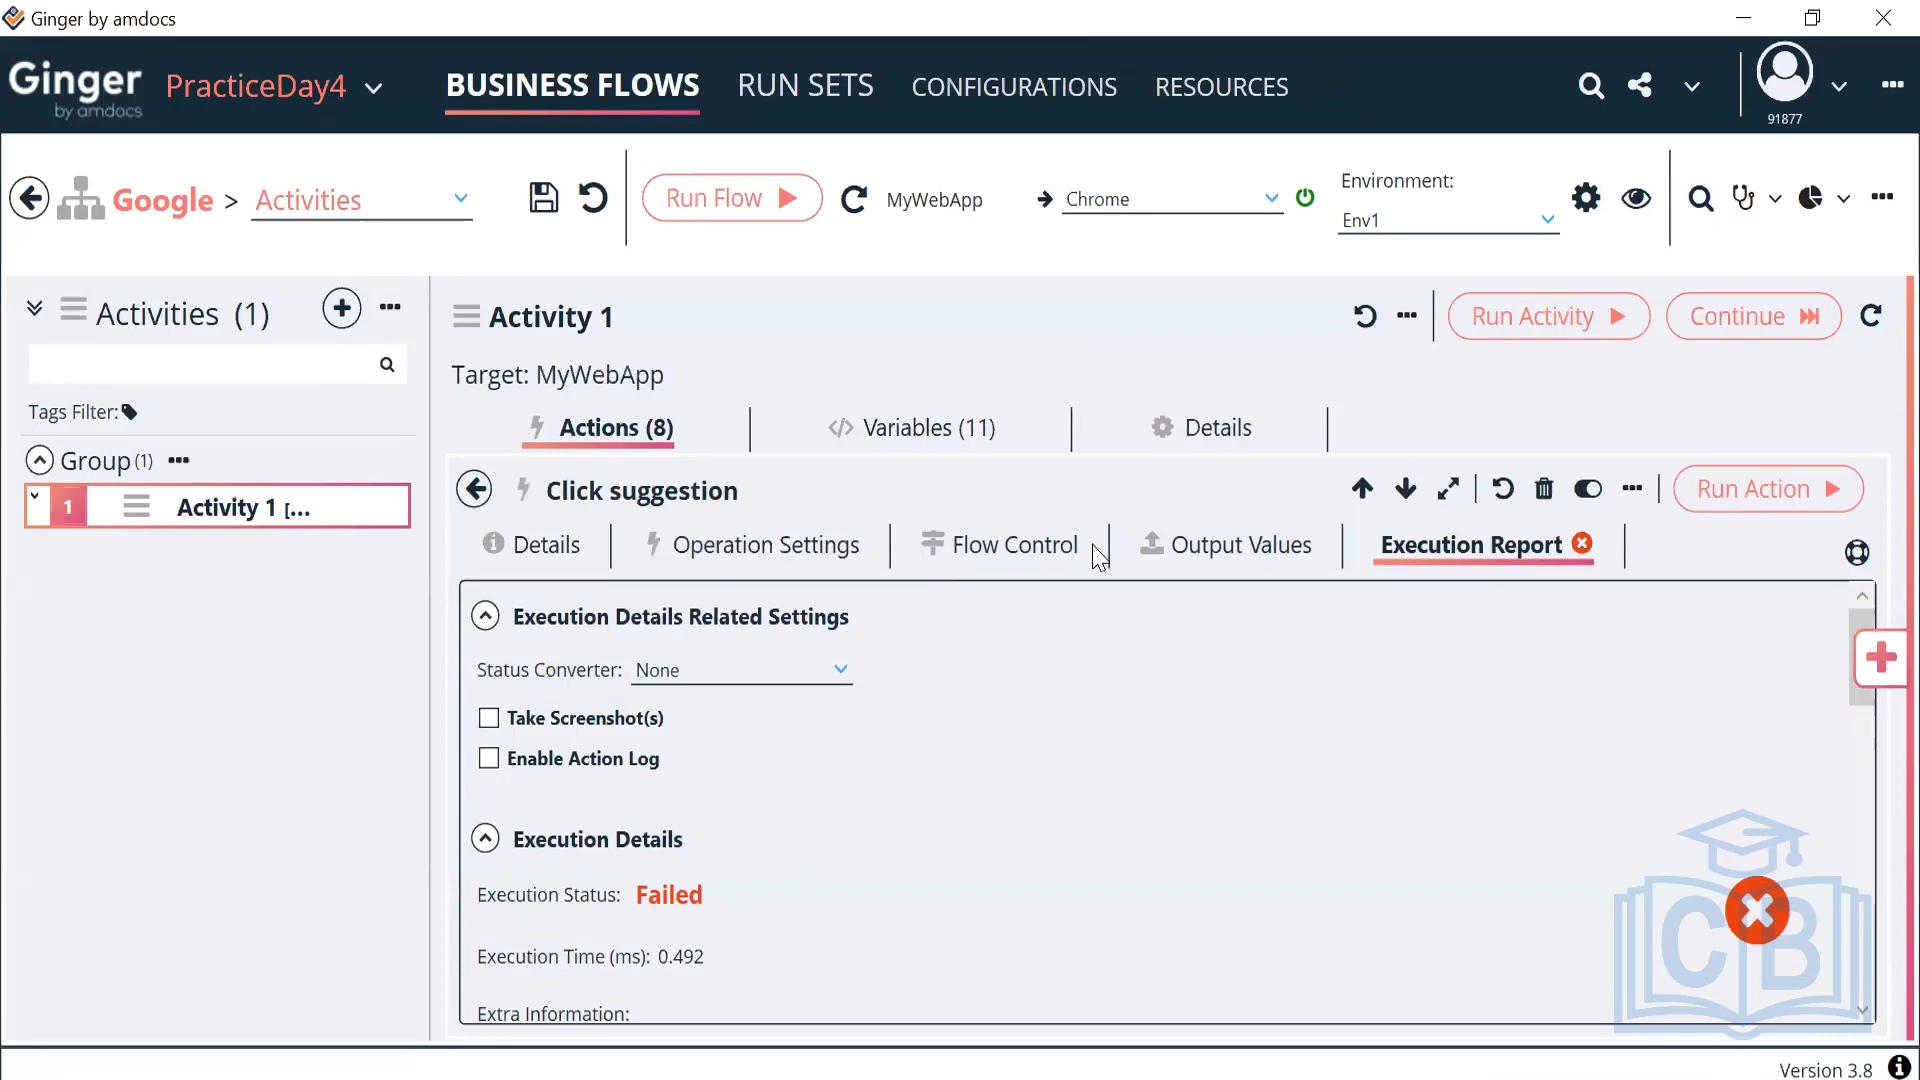 Ginger by amdocs
Ginger
by amdocs
PracticeDay4
BUSINESS FLOWS
RUN SETS
CONFIGURATIONS
RESOURCES
91877
Google > Activities
Run Flow
MyWebApp
Chrome
Environment:
Env1
Activities (1)
Tags Filter:
Group (1)
1
Activity 1 [...
Activity 1
Run Activity
Continue
Target: MyWebApp
Actions (8)
Variables (11)
Details
Click suggestion
Run Action
Details
Operation Settings
Flow Control
Output Values
Execution Report
Execution Details Related Settings
Status Converter: None
Take Screenshot(s)
Enable Action Log
Execution Details
Execution Status: Failed
Execution Time (ms): 0.492
Extra Information:
CB
Version 3.8